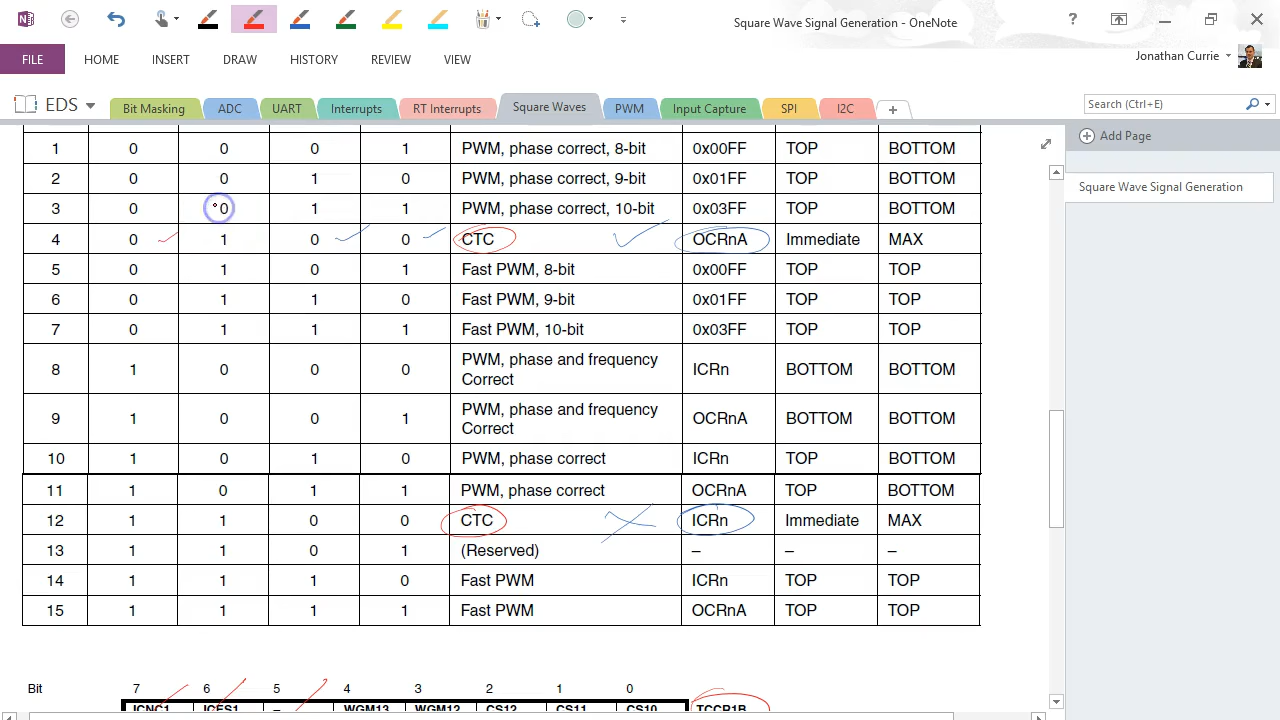 Square Wave Signal Generation - OneNote
?
Jonathan Currie
FILE HOME INSERT DRAW HISTORY REVIEW VIEW
EDS
Bit Masking ADC UART Interrupts RT Interrupts Square Waves PWM Input Capture SPI I2C +
Search (Ctrl+E)
Add Page
Square Wave Signal Generation
1 0 0 0 1 PWM, phase correct, 8-bit 0x00FF TOP BOTTOM
2 0 0 1 0 PWM, phase correct, 9-bit 0x01FF TOP BOTTOM
3 0 0 1 1 PWM, phase correct, 10-bit 0x03FF TOP BOTTOM
4 0 1 0 0 CTC OCRnA Immediate MAX
5 0 1 0 1 Fast PWM, 8-bit 0x00FF TOP TOP
6 0 1 1 0 Fast PWM, 9-bit 0x01FF TOP TOP
7 0 1 1 1 Fast PWM, 10-bit 0x03FF TOP TOP
8 1 0 0 0 PWM, phase and frequency Correct ICRn BOTTOM BOTTOM
9 1 0 0 1 PWM, phase and frequency Correct OCRnA BOTTOM BOTTOM
10 1 0 1 0 PWM, phase correct ICRn TOP BOTTOM
11 1 0 1 1 PWM, phase correct OCRnA TOP BOTTOM
12 1 1 0 0 CTC ICRn Immediate MAX
13 1 1 0 1 (Reserved) – – –
14 1 1 1 0 Fast PWM ICRn TOP TOP
15 1 1 1 1 Fast PWM OCRnA TOP TOP
Bit 7 6 5 4 3 2 1 0
ICNC1 ICES1 – WGM13 WGM12 CS12 CS11 CS10 TCCR1B